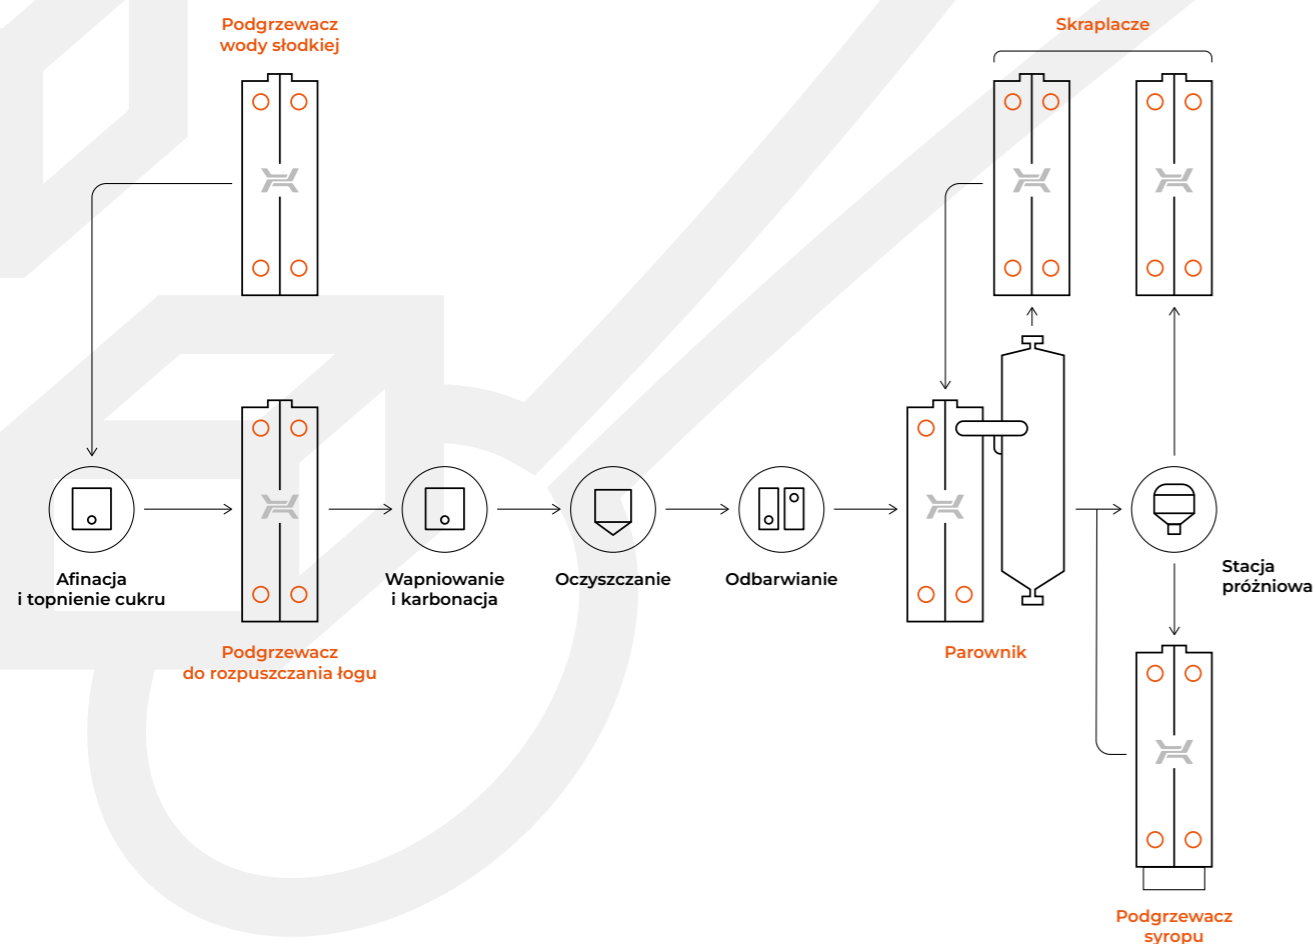 Podgrzewacz
wody słodkiej
Skraplacze
Afinacja
i topnienie cukru
Podgrzewacz
do rozpuszczania łogu
Wapniowanie
i karbonacja
Oczyszczanie
Odbarwianie
Parownik
Stacja
próżniowa
Podgrzewacz
syropu